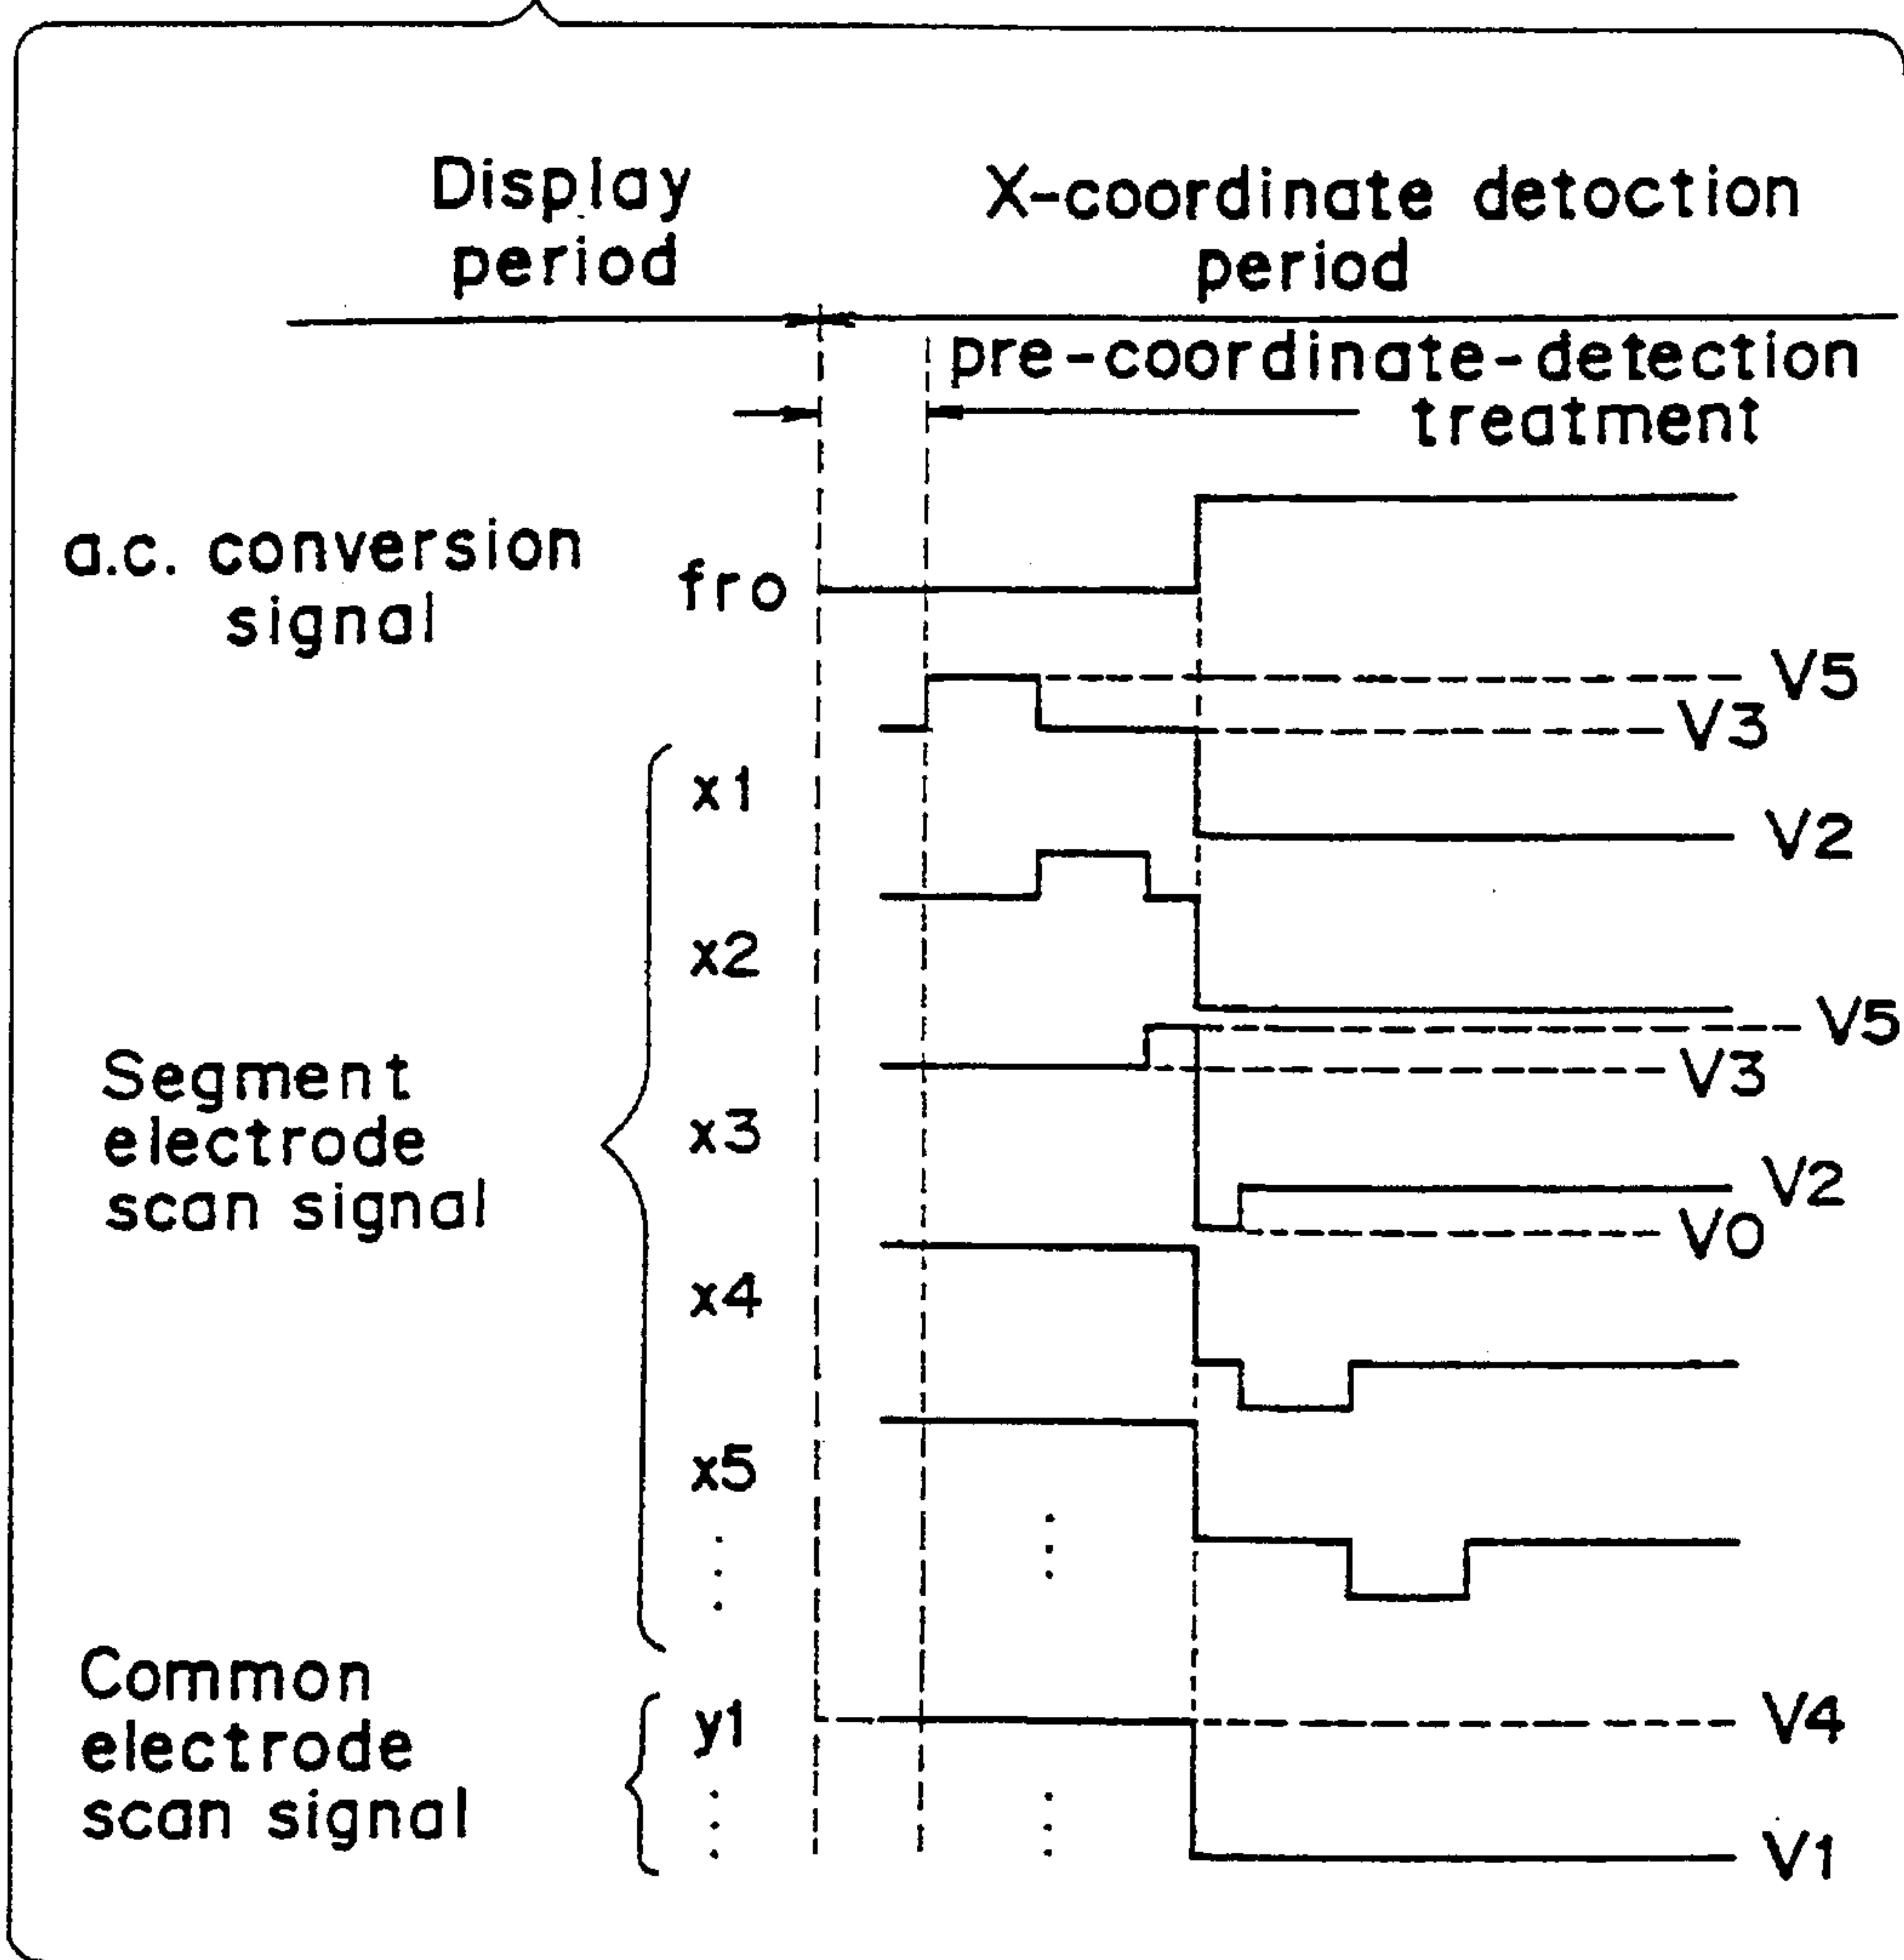 Display
period
X-coordinate detoction
period
pre-coordinate-detection
treatment
a.c. conversion
signal
fro
V5
V3
x1
V2
x2
V5
V3
Segment
electrode
scan signal
x3
V2
V0
x4
x5
Common
electrode
scan signal
y1
V4
V1